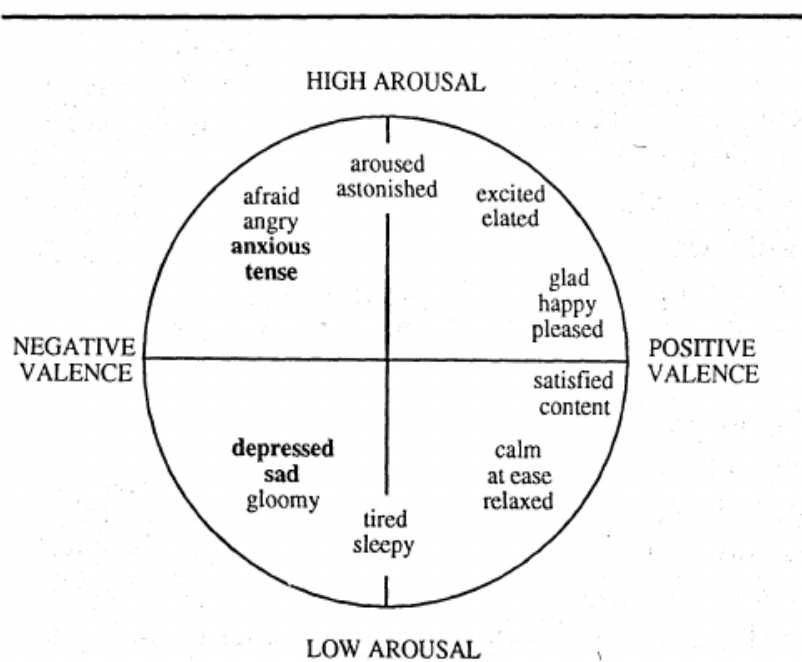 HIGH AROUSAL
aroused
astonished
afraid
angry
anxious
tense
excited
elated
glad
happy
pleased
NEGATIVE
VALENCE
POSITIVE
VALENCE
satisfied
content
depressed
sad
gloomy
calm
at ease
relaxed
tired
sleepy
LOW AROUSAL